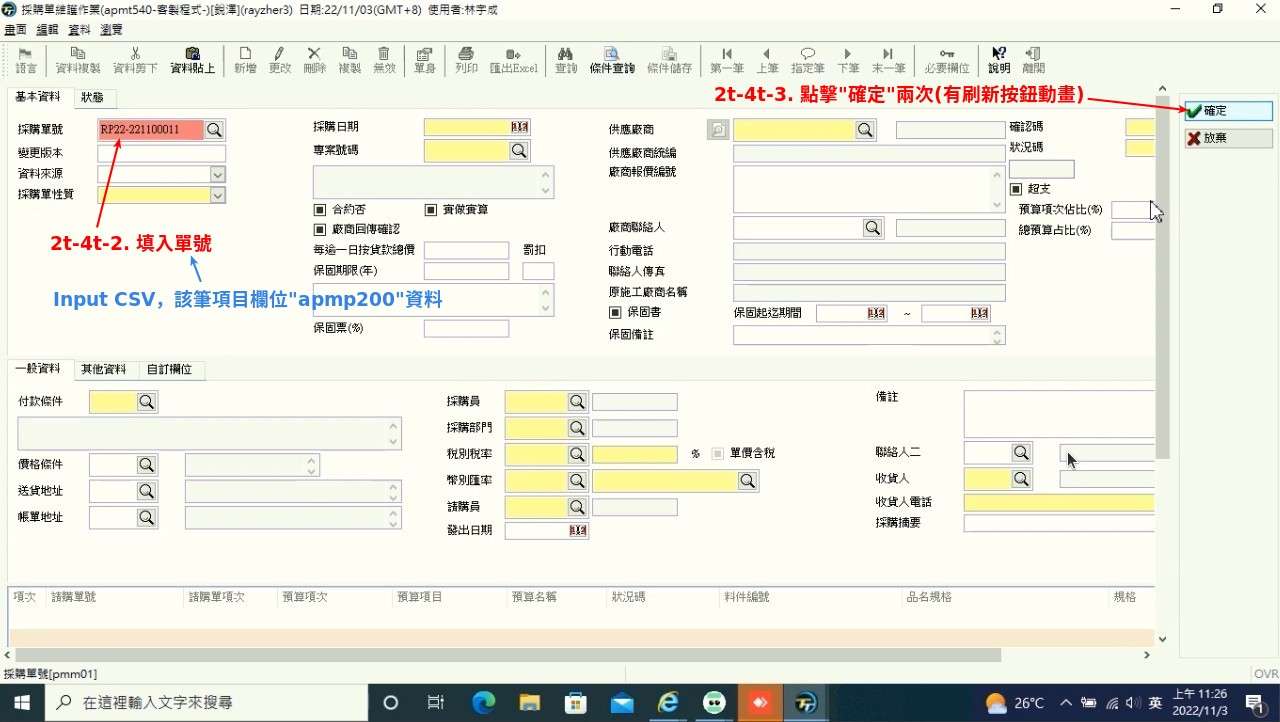 採購單維護作業(apmt540-客製程式-)[銳澤](rayzher3) 日期:22/11/03(GMT+8) 使用者:林宇成
畫面 編輯 資料 瀏覽
語言 資料複製 資料剪下 資料貼上 新增 更改 刪除 複製 無效 單身 列印 匯出Excel 查詢 條件查詢 條件儲存 第一筆 上筆 指定筆 下筆 末一筆 必要欄位 說明 離開
2t-4t-3. 點擊"確定"兩次(有刷新按鈕動畫)
基本資料 狀態
確定
放棄
採購單號 RP22-221100011 採購日期 供應廠商 確認碼
變更版本 專案號碼 供應廠商統編 狀況碼
資料來源 廠商報價編號
採購單性質 超支
合約否 實做實算 預算項次佔比(%)
廠商回傳確認 廠商聯絡人 總預算占比(%)
2t-4t-2. 填入單號
每逾一日按貨款總價 罰扣 行動電話
保固期限(年) 聯絡人傳真
Input CSV，該筆項目欄位"apmp200"資料
原施工廠商名稱
保固書 保固起迄期間 ~
保固票(%) 保固備註
一般資料 其他資料 自訂欄位
付款條件 採購員 備註
採購部門
稅別稅率 % 單價含稅 聯絡人二
價格條件 幣別匯率 收貨人
送貨地址 請購員 收貨人電話
帳單地址 發出日期 採購摘要
項次 請購單號 請購單項次 預算項次 預算項目 預算名稱 狀況碼 料件編號 品名規格 規格
採購單號[pmm01]
OVR
在這裡輸入文字來搜尋
26°C 英 上午 11:26
2022/11/3
1